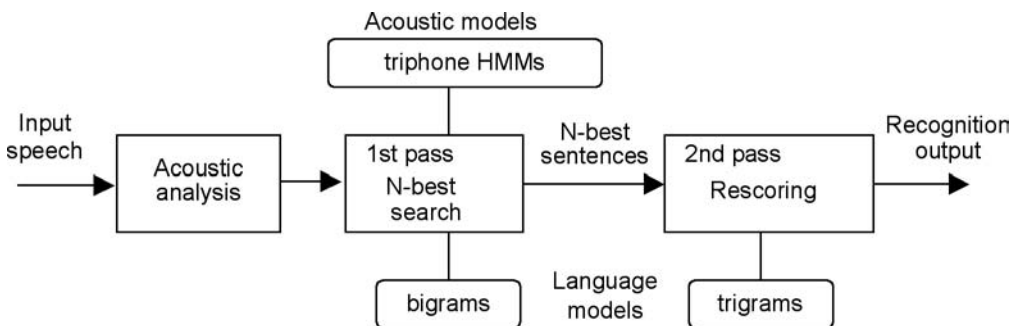 Acoustic models
triphone HMMs
Input
speech
Acoustic
analysis
1st pass
N-best
search
N-best
sentences
2nd pass
Rescoring
Recognition
output
bigrams
Language
models
trigrams